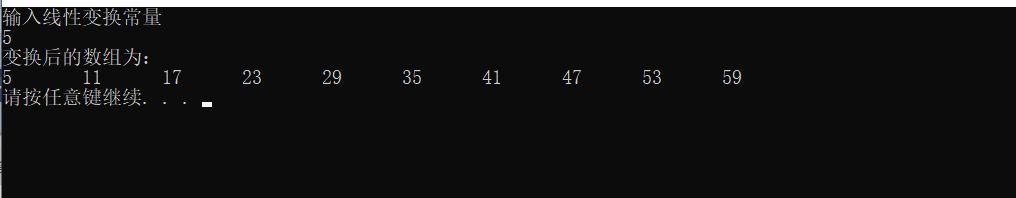 输入线性变换常量
5
变换后的数组为：
5 11 17 23 29 35 41 47 53 59
请按任意键继续. . .